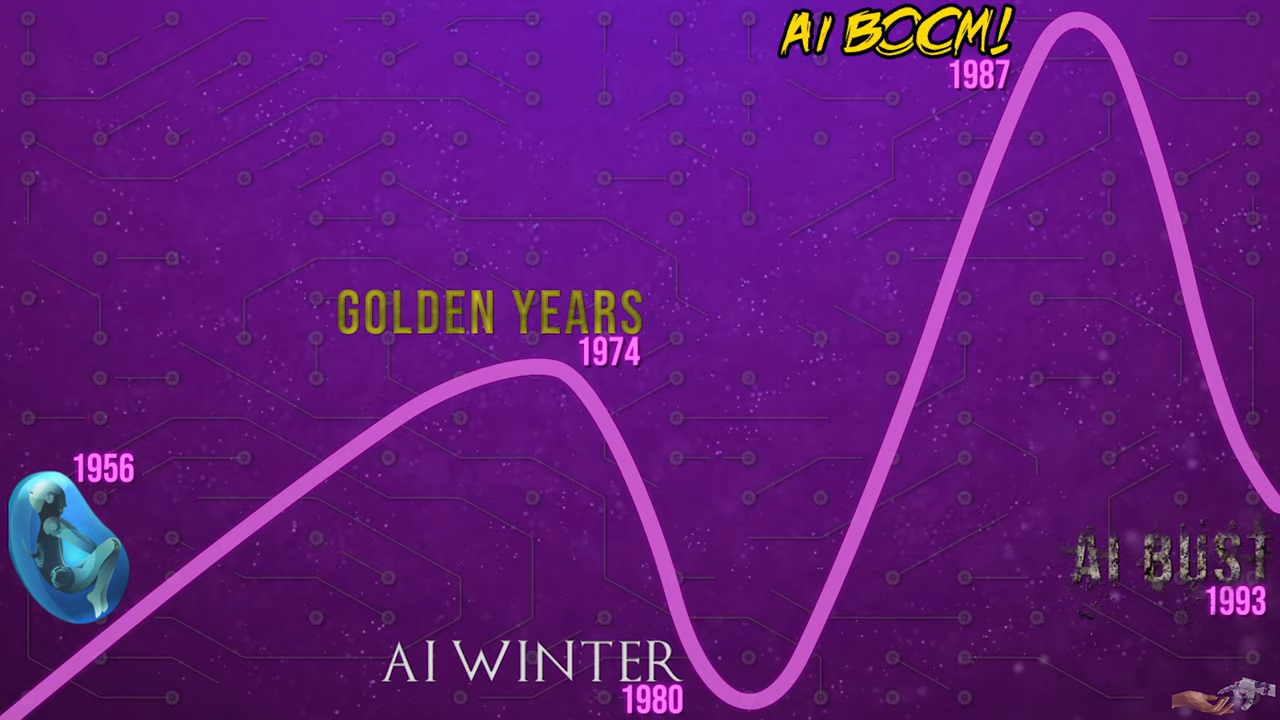 AI BOOM!
1987
GOLDEN YEARS
1974
1956
AI BUST
1993
AI WINTER
1980